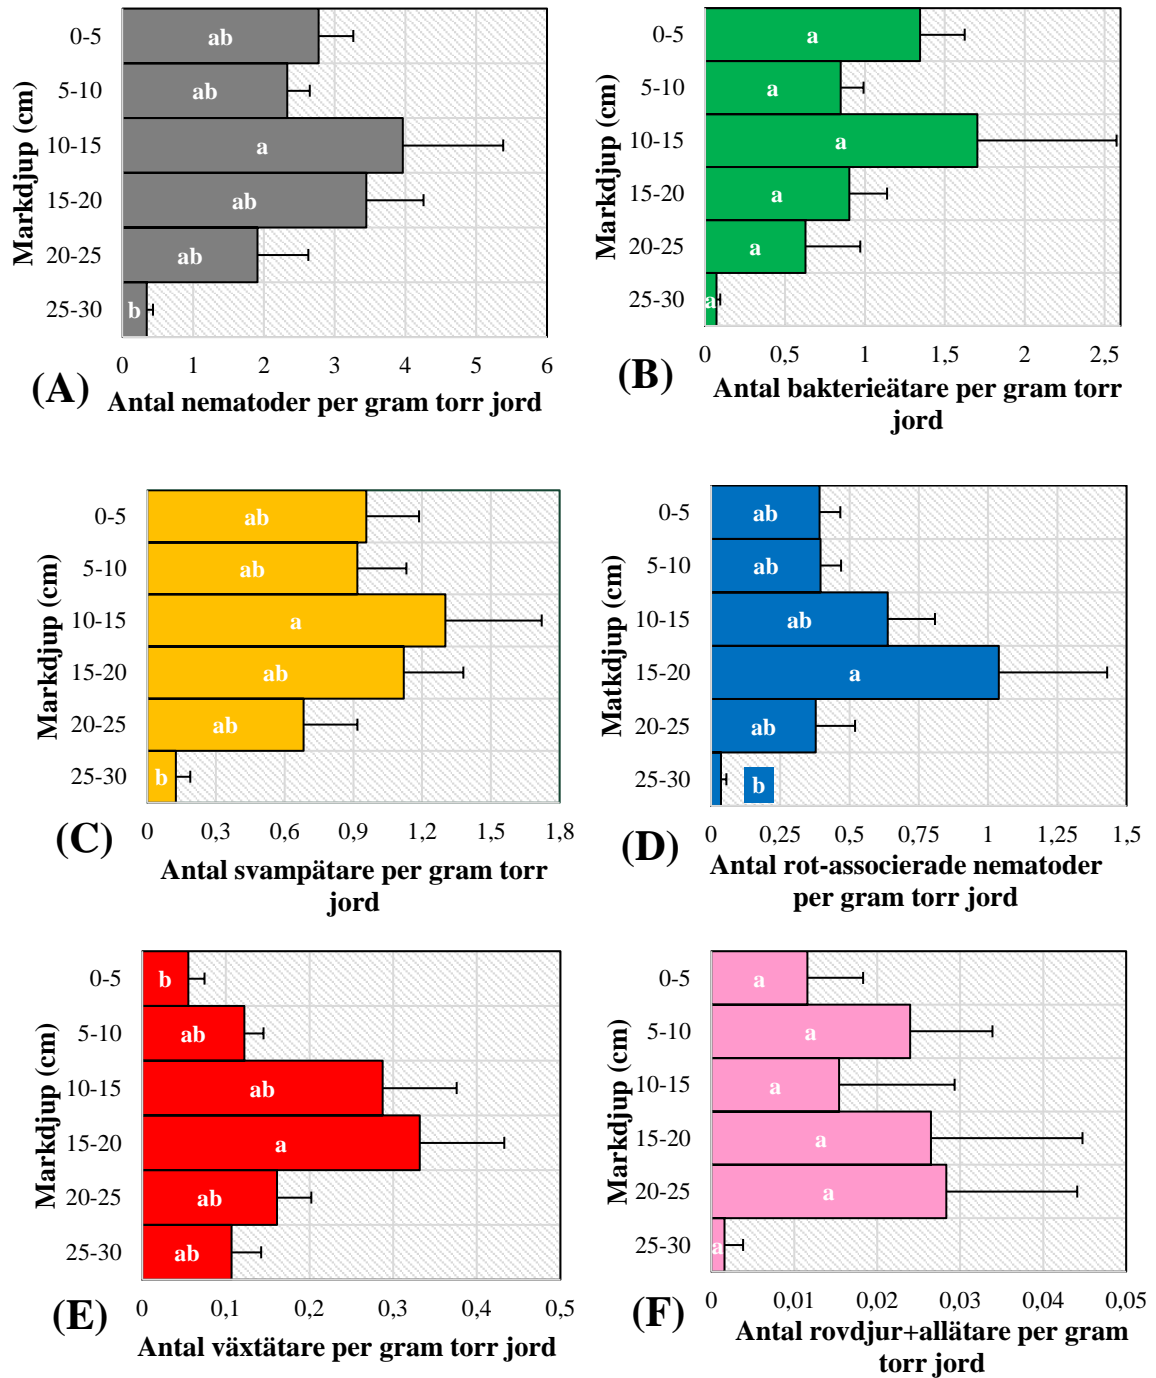 Markdjup (cm)
0-5
ab
5-10
ab
10-15
a
15-20
ab
20-25
ab
25-30
b
0 1 2 3 4 5 6
(A)
Antal nematoder per gram torr jord
Markdjup (cm)
0-5
a
5-10
a
10-15
a
15-20
a
20-25
a
25-30
a
0 0,5 1 1,5 2 2,5
(B)
Antal bakterieätare per gram torr
jord
Markdjup (cm)
0-5
ab
5-10
ab
10-15
a
15-20
ab
20-25
ab
25-30
b
0 0,3 0,6 0,9 1,2 1,5 1,8
(C)
Antal svampätare per gram torr
jord
Matkdjup (cm)
0-5
ab
5-10
ab
10-15
ab
15-20
a
20-25
ab
25-30
b
0 0,25 0,5 0,75 1 1,25 1,5
(D)
Antal rot-associerade nematoder
per gram torr jord
Markdjup (cm)
0-5
b
5-10
ab
10-15
ab
15-20
a
20-25
ab
25-30
ab
0 0,1 0,2 0,3 0,4 0,5
(E)
Antal växtätare per gram torr jord
Markdjup (cm)
0-5
a
5-10
a
10-15
a
15-20
a
20-25
a
25-30
a
0 0,01 0,02 0,03 0,04 0,05
(F)
Antal rovdjur+allätare per gram
torr jord